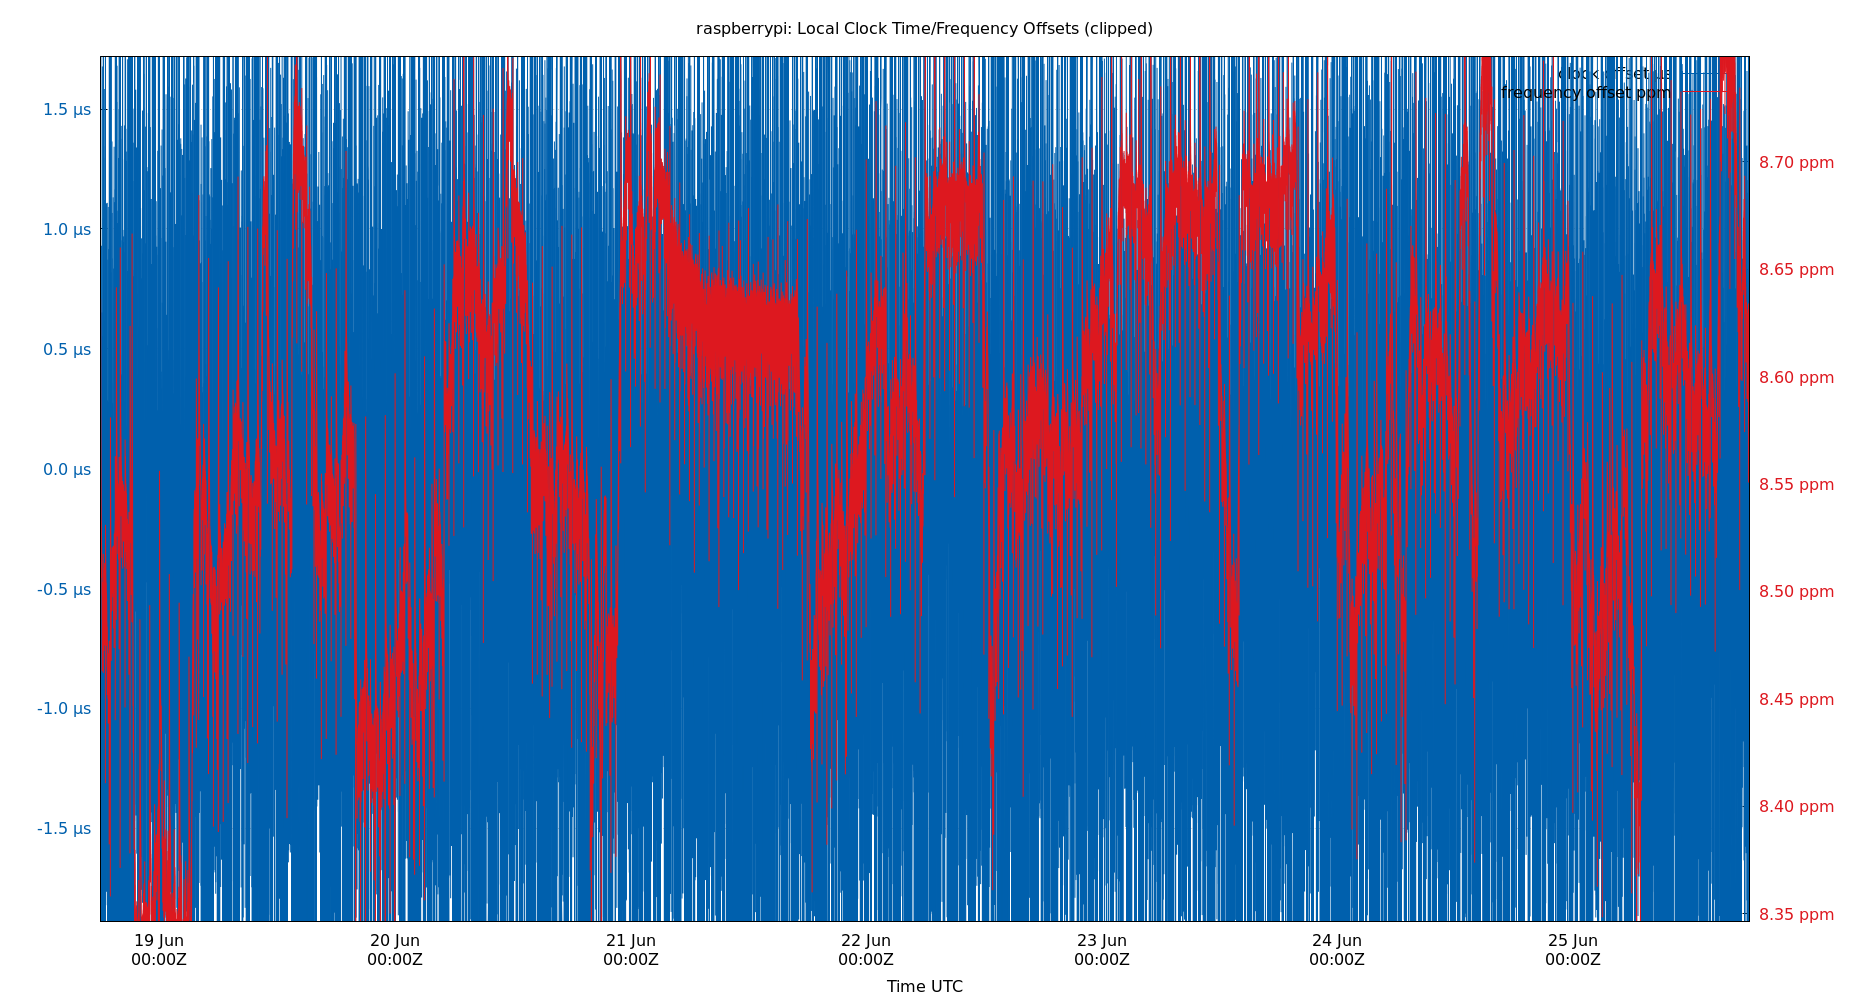 raspberrypi: Local Clock Time/Frequency Offsets (clipped)
clock offset µs
frequency offset ppm
1.5 µs
1.0 µs
0.5 µs
0.0 µs
-0.5 µs
-1.0 µs
-1.5 µs
8.70 ppm
8.65 ppm
8.60 ppm
8.55 ppm
8.50 ppm
8.45 ppm
8.40 ppm
8.35 ppm
19 Jun
00:00Z
20 Jun
00:00Z
21 Jun
00:00Z
22 Jun
00:00Z
23 Jun
00:00Z
24 Jun
00:00Z
25 Jun
00:00Z
Time UTC